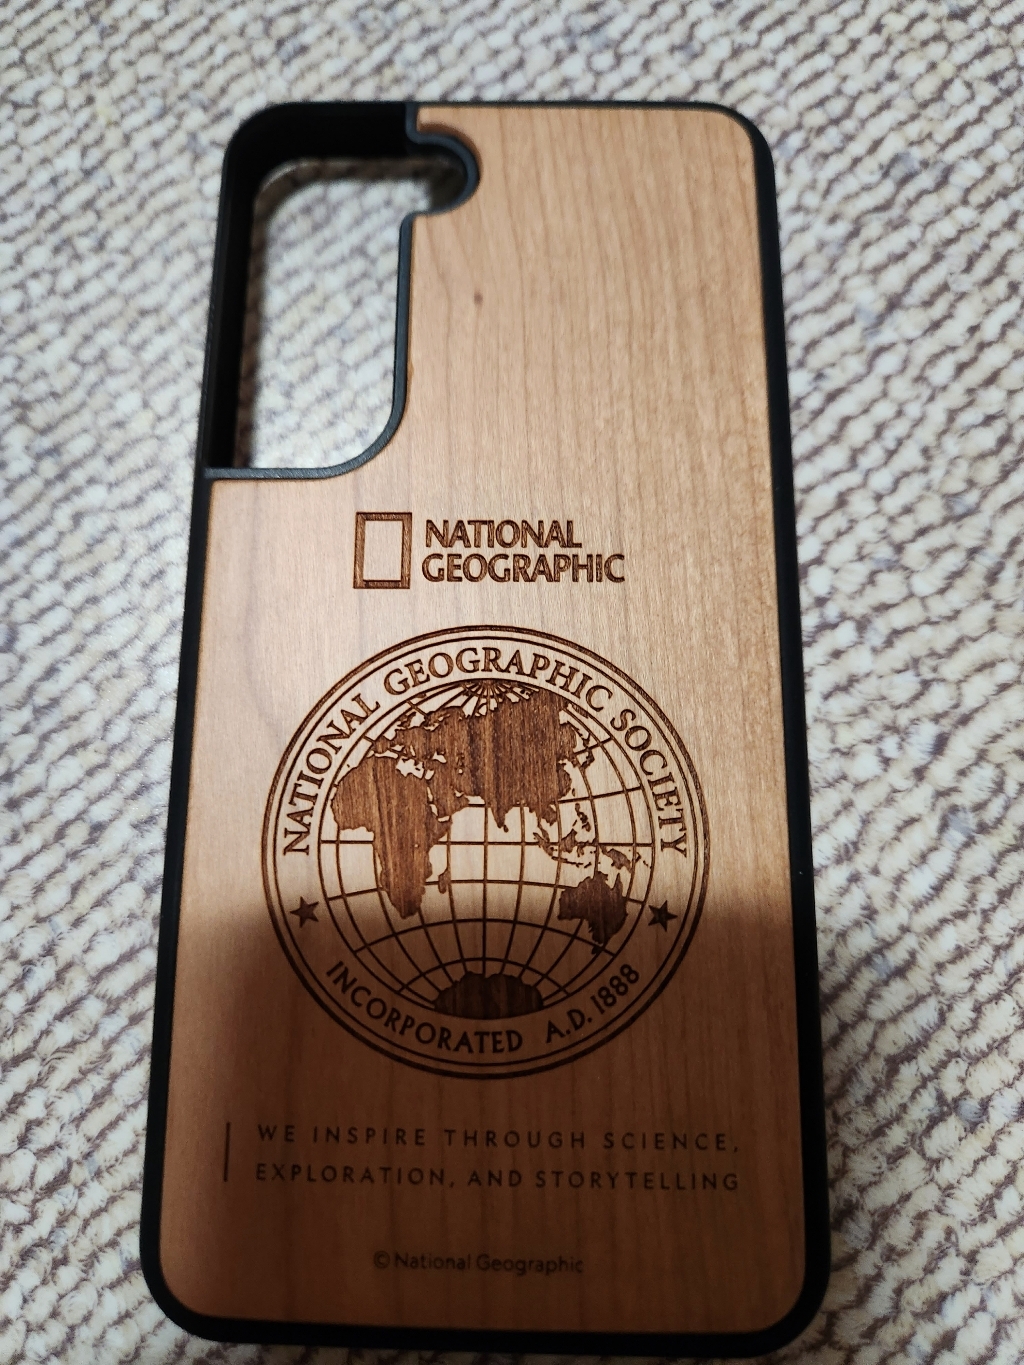 NATIONAL
GEOGRAPHIC
NATIONAL GEOGRAPHIC SOCIETY
INCORPORATED A.D. 1888
WE INSPIRE THROUGH SCIENCE,
EXPLORATION, AND STORYTELLING
©National Geographic